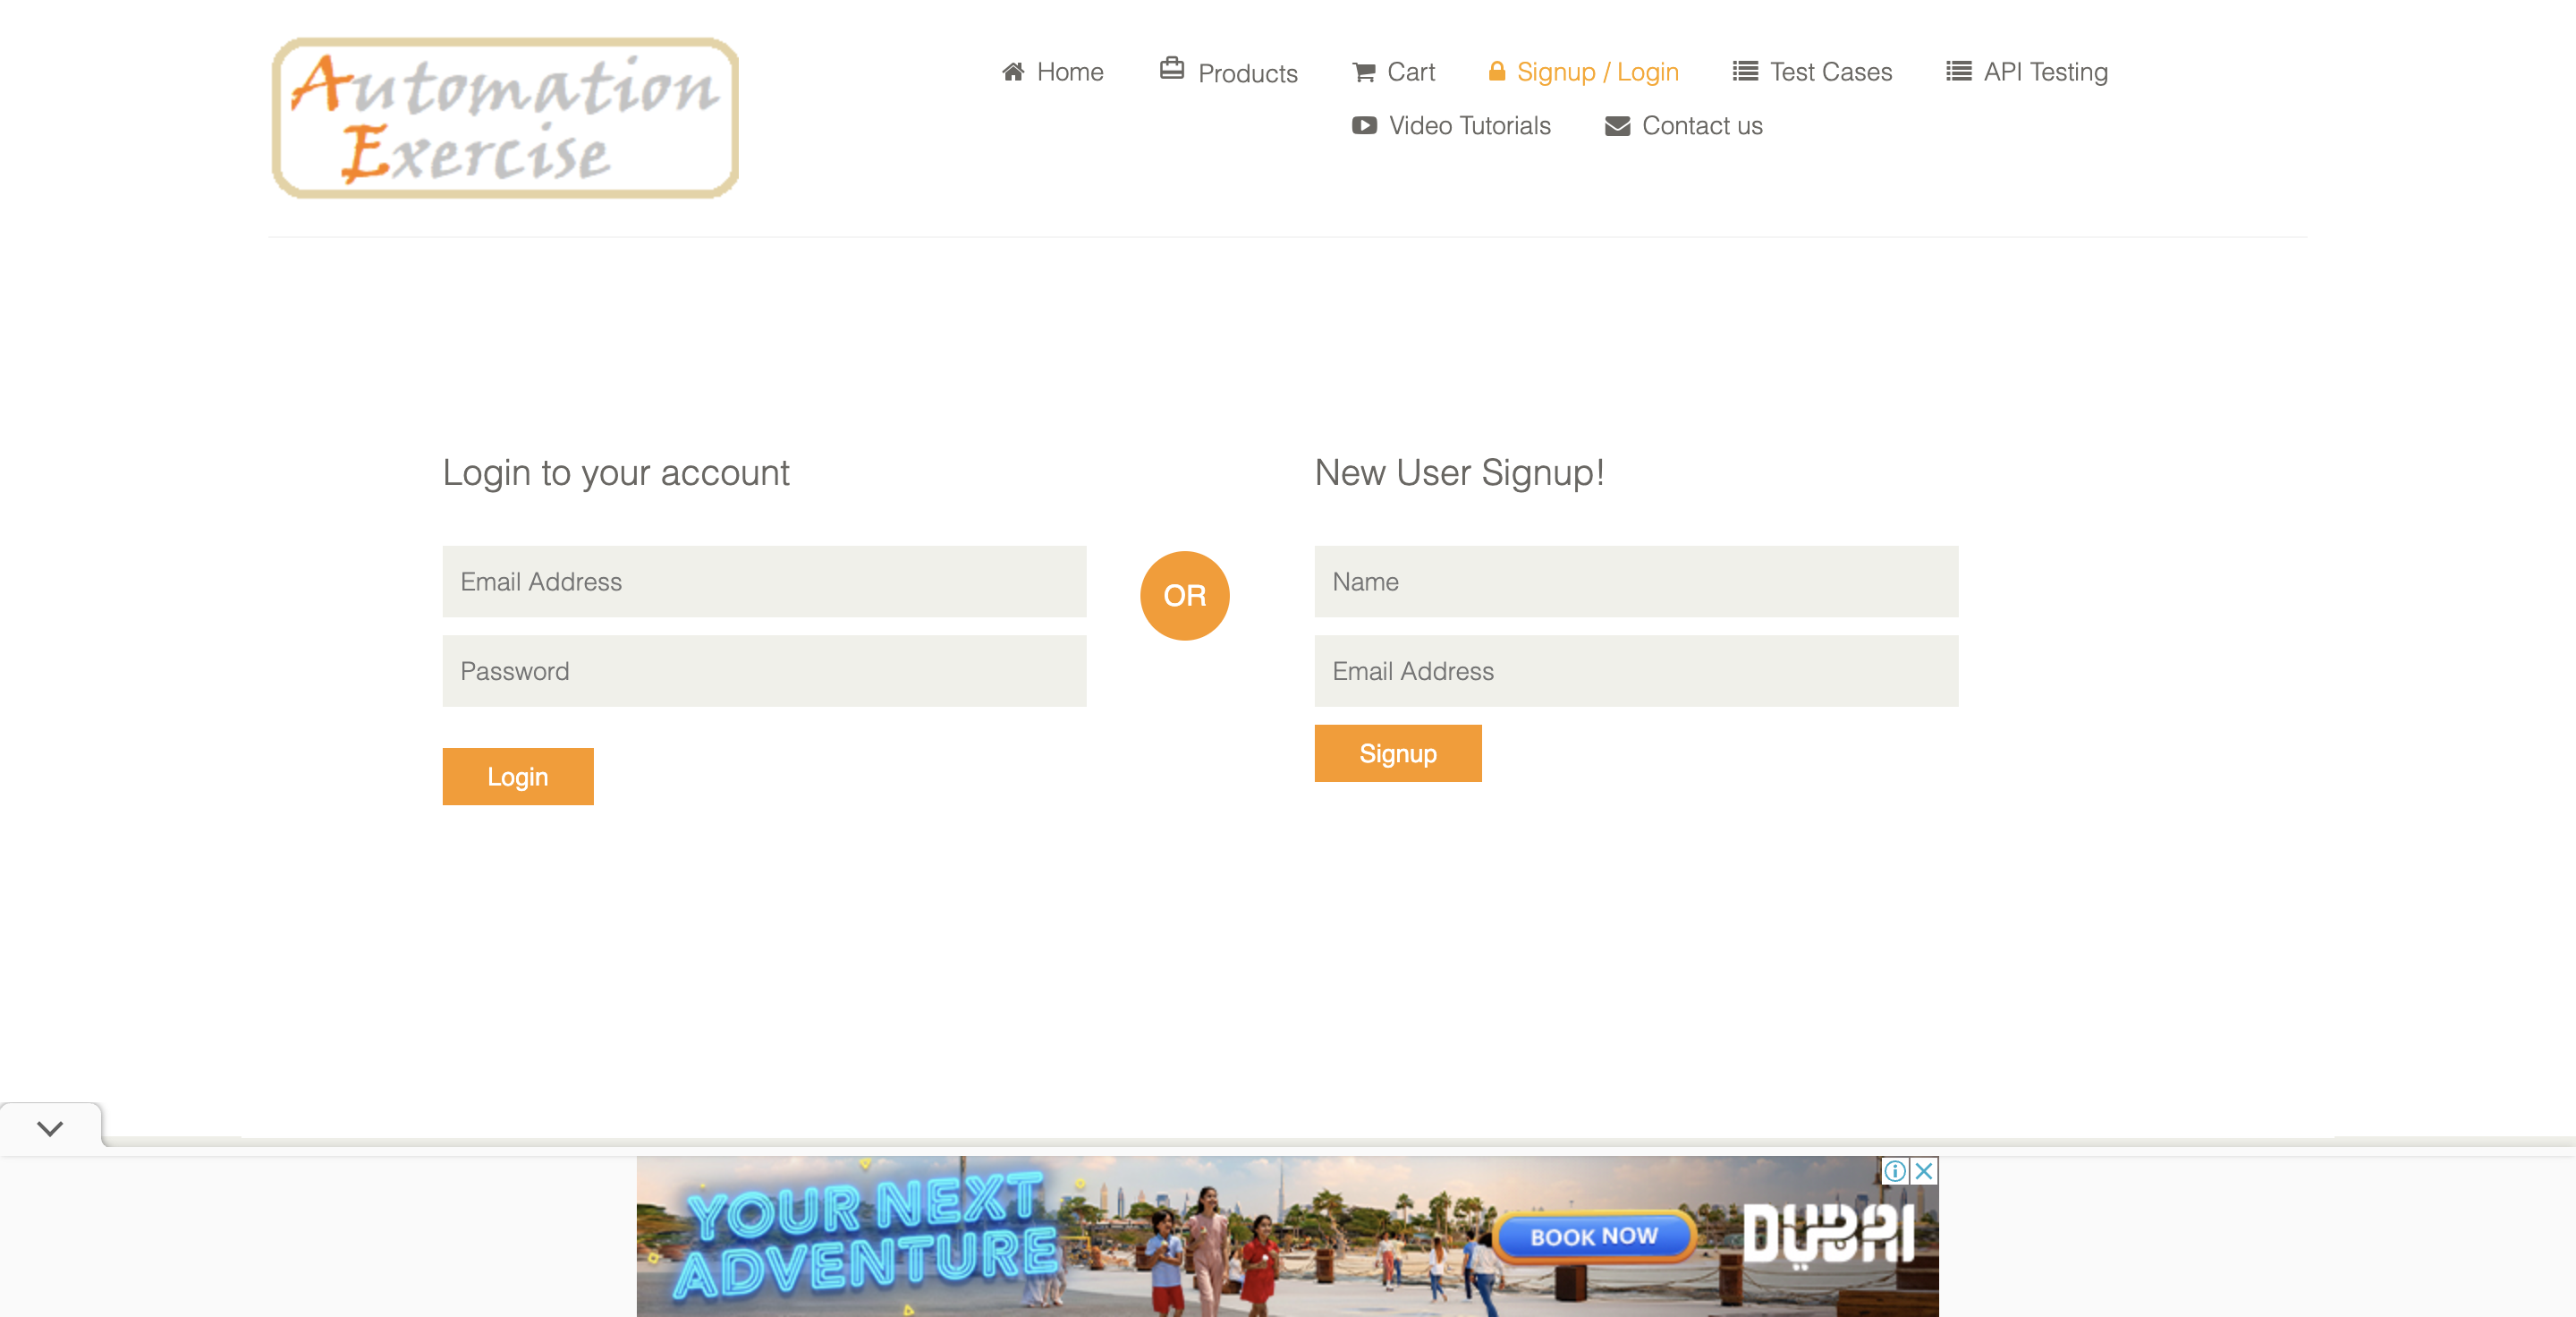 Automation
Exercise
Home
Products
Cart
Signup / Login
Test Cases
API Testing
Video Tutorials
Contact us
Login to your account
Email Address
Password
Login
OR
New User Signup!
Name
Email Address
Signup
YOUR NEXT
ADVENTURE
BOOK NOW
DUBAI